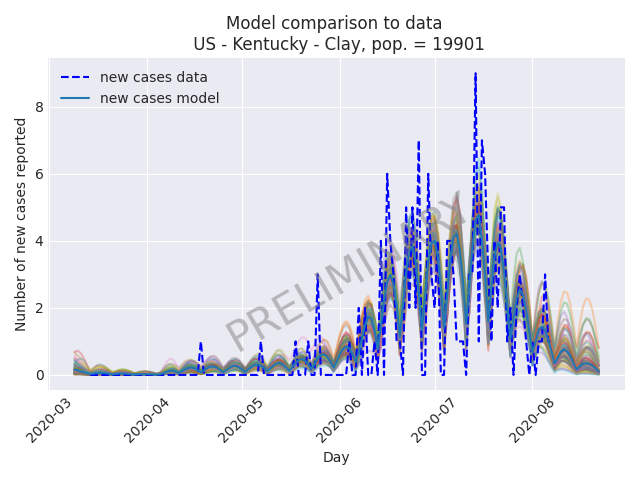 Model comparison to data
US - Kentucky - Clay, pop. = 19901
new cases data
new cases model
PRELIMINARY
Number of new cases reported
8
6
4
2
0
2020-03
2020-04
2020-05
2020-06
2020-07
2020-08
Day